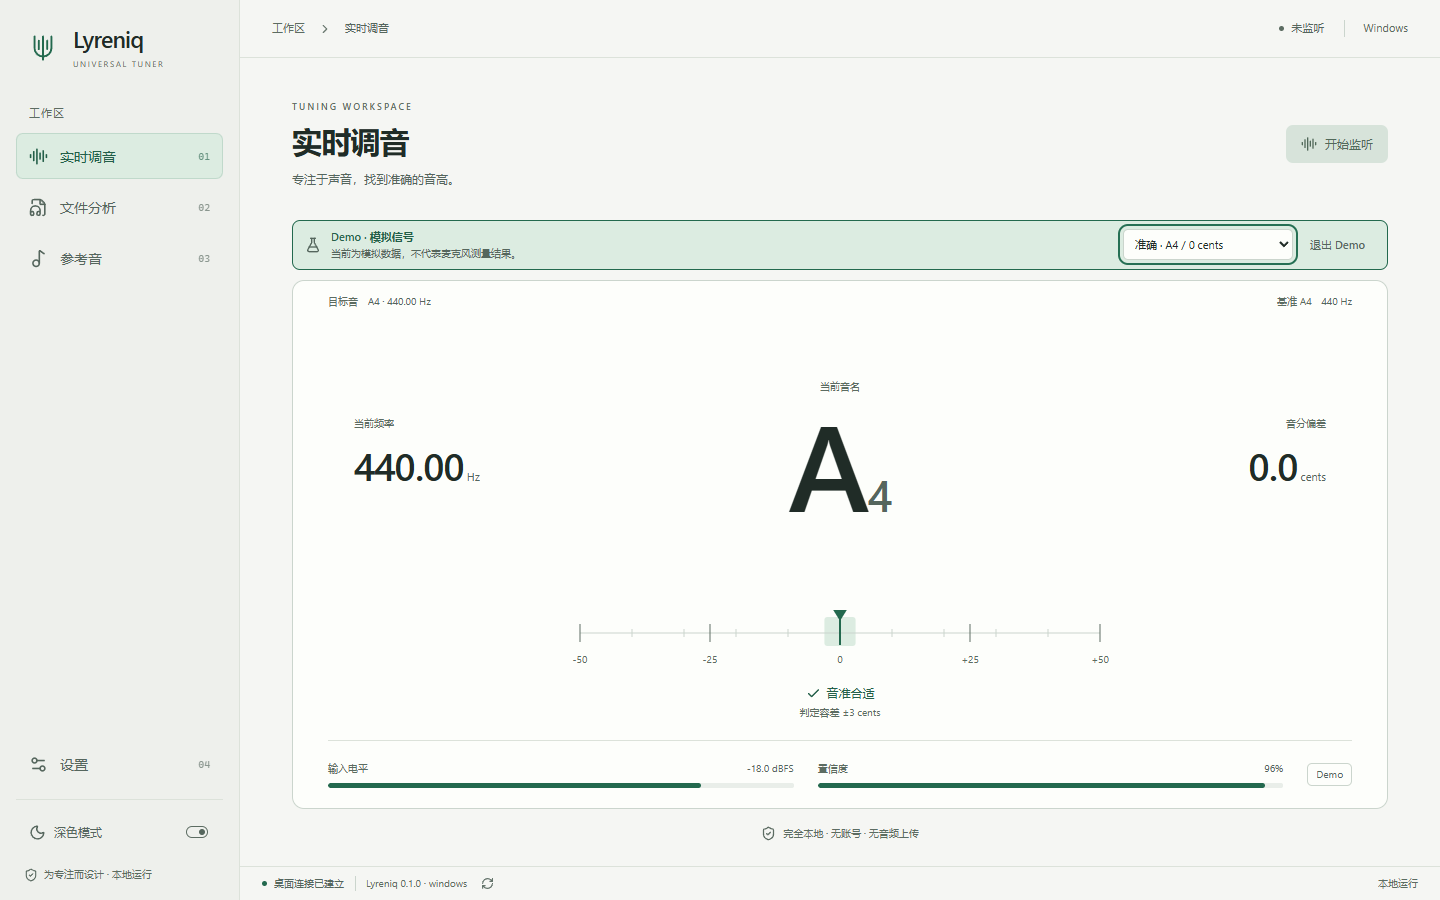 Lyreniq
UNIVERSAL TUNER
工作区
实时调音 01
文件分析 02
参考音 03
设置 04
深色模式
为专注而设计 · 本地运行
工作区 > 实时调音
未监听
Windows
TUNING WORKSPACE
实时调音
专注于声音，找到准确的音高。
开始监听
Demo · 模拟信号
当前为模拟数据，不代表麦克风测量结果。
准确 · A4 / 0 cents
退出 Demo
目标音 A4 · 440.00 Hz
基准 A4 440 Hz
当前音名
当前频率
音分偏差
440.00 Hz
A4
0.0 cents
-50 -25 0 +25 +50
音准合适
判定容差 ±3 cents
输入电平 -18.0 dBFS
置信度 96%
Demo
完全本地 · 无账号 · 无音频上传
桌面连接已建立
Lyreniq 0.1.0 · windows
本地运行